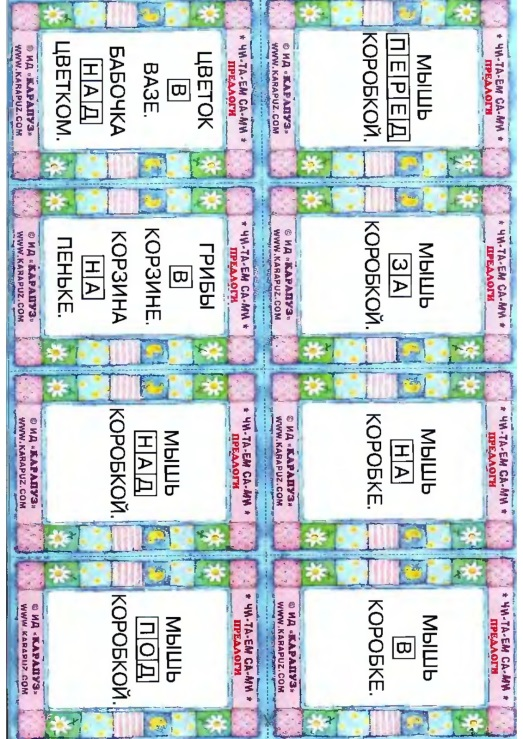 * ЧИ-ТА-ЕМ СА-МИ *
ПРЕДЛОГИ
МЫШЬ
ПЕРЕД
КОРОБКОЙ.
© ИД «КАРАПУЗ»
WWW.KARAPUZ.COM
* ЧИ-ТА-ЕМ СА-МИ *
ПРЕДЛОГИ
МЫШЬ
ЗА
КОРОБКОЙ.
© ИД «КАРАПУЗ»
WWW.KARAPUZ.COM
* ЧИ-ТА-ЕМ СА-МИ *
ПРЕДЛОГИ
МЫШЬ
НА
КОРОБКЕ.
© ИД «КАРАПУЗ»
WWW.KARAPUZ.COM
* ЧИ-ТА-ЕМ СА-МИ *
ПРЕДЛОГИ
МЫШЬ
В
КОРОБКЕ.
© ИД «КАРАПУЗ»
WWW.KARAPUZ.COM
* ЧИ-ТА-ЕМ СА-МИ *
ПРЕДЛОГИ
ЦВЕТОК
В
ВАЗЕ.
БАБОЧКА
НАД
ЦВЕТКОМ.
© ИД «КАРАПУЗ»
WWW.KARAPUZ.COM
* ЧИ-ТА-ЕМ СА-МИ *
ПРЕДЛОГИ
ГРИБЫ
В
КОРЗИНЕ.
КОРЗИНА
НА
ПЕНЬКЕ.
© ИД «КАРАПУЗ»
WWW.KARAPUZ.COM
* ЧИ-ТА-ЕМ СА-МИ *
ПРЕДЛОГИ
МЫШЬ
НАД
КОРОБКОЙ.
© ИД «КАРАПУЗ»
WWW.KARAPUZ.COM
* ЧИ-ТА-ЕМ СА-МИ *
ПРЕДЛОГИ
МЫШЬ
ПОД
КОРОБКОЙ.
© ИД «КАРАПУЗ»
WWW.KARAPUZ.COM